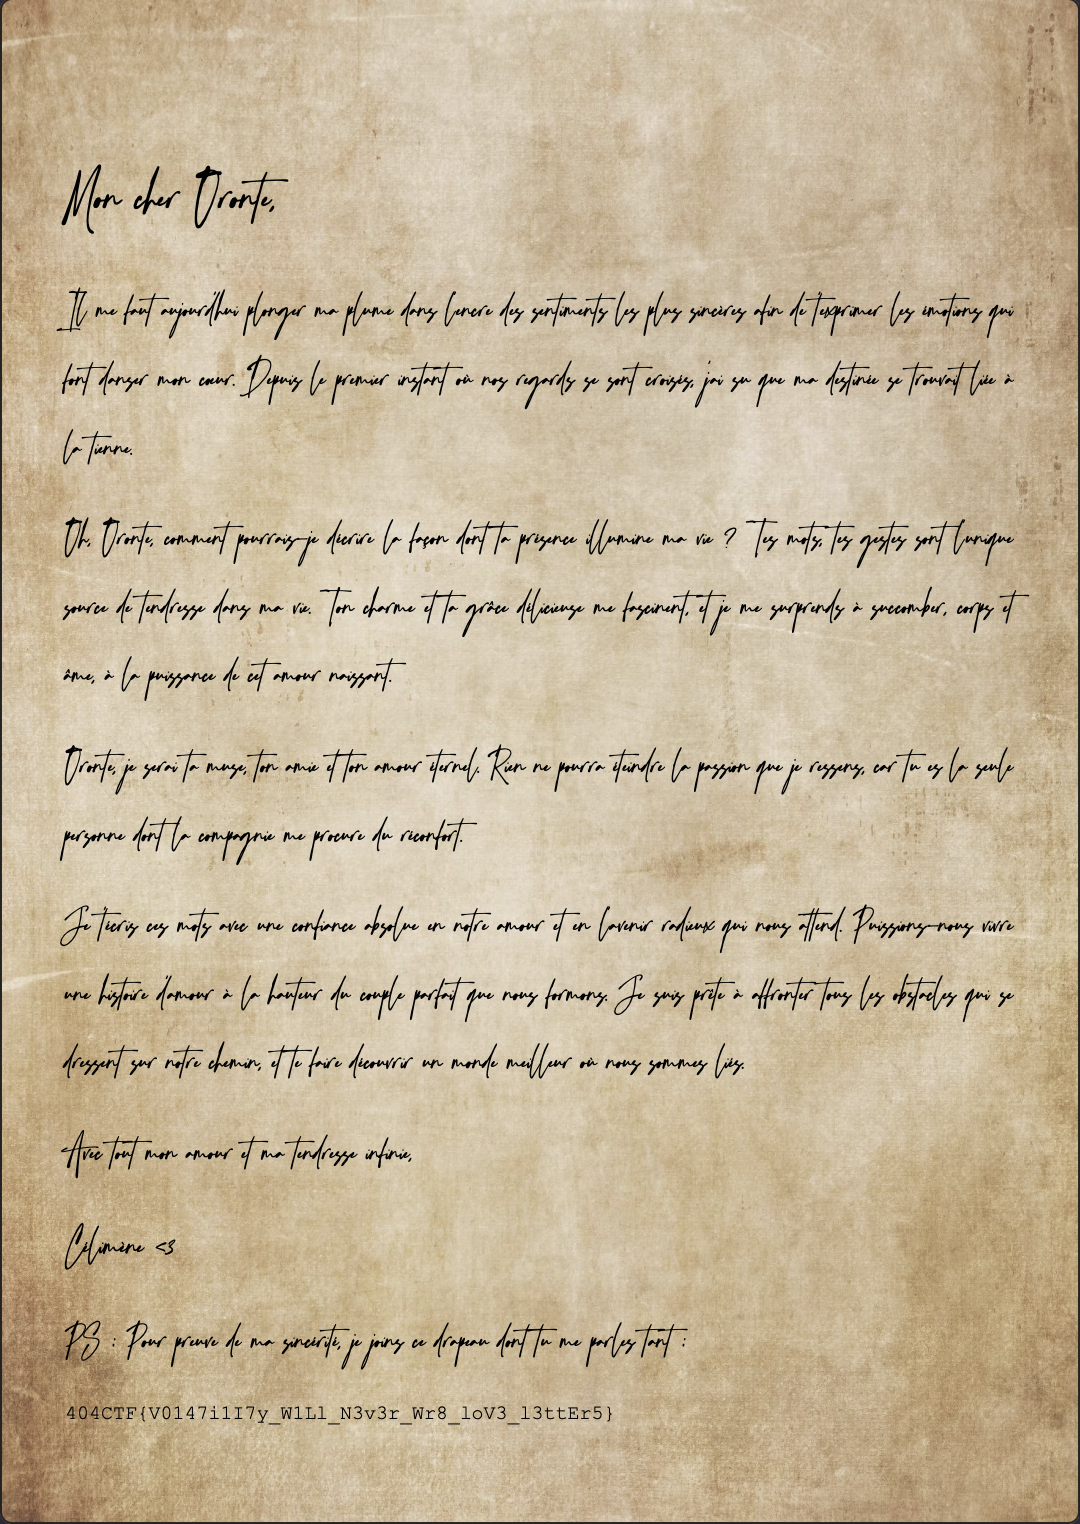 Mon cher Oronte,
Il me faut aujourd'hui plonger ma plume dans l'encre des sentiments les plus sincères afin de t'exprimer les émotions qui
font danser mon cœur. Depuis le premier instant où nos regards se sont croisés, j'ai su que ma destinée se trouvait liée à
la tienne.
Oh, Oronte, comment pourrais-je décrire la façon dont ta présence illumine ma vie ? Tes mots, tes gestes sont l'unique
source de tendresse dans ma vie. Ton charme et ta grâce délicieuse me fascinent, et je me surprends à succomber, corps et
âme, à la puissance de cet amour naissant.
Oronte, je serai ta muse, ton amie et ton amour éternel. Rien ne pourra éteindre la passion que je ressens, car tu es la seule
personne dont la compagnie me procure du réconfort.
Je t'écris ces mots avec une confiance absolue en notre amour et en l'avenir radieux qui nous attend. Puissions-nous vivre
une histoire d'amour à la hauteur du couple parfait que nous formons. Je suis prête à affronter tous les obstacles qui se
dressent sur notre chemin, et te faire découvrir un monde meilleur où nous sommes liés.
Avec tout mon amour et ma tendresse infinie,
Célimène <3
PS : Pour preuve de ma sincérité, je joins ce drapeau dont tu me parles tant :
404CTF{V0147i1I7y_W1Ll_N3v3r_Wr8_loV3_l3ttEr5}